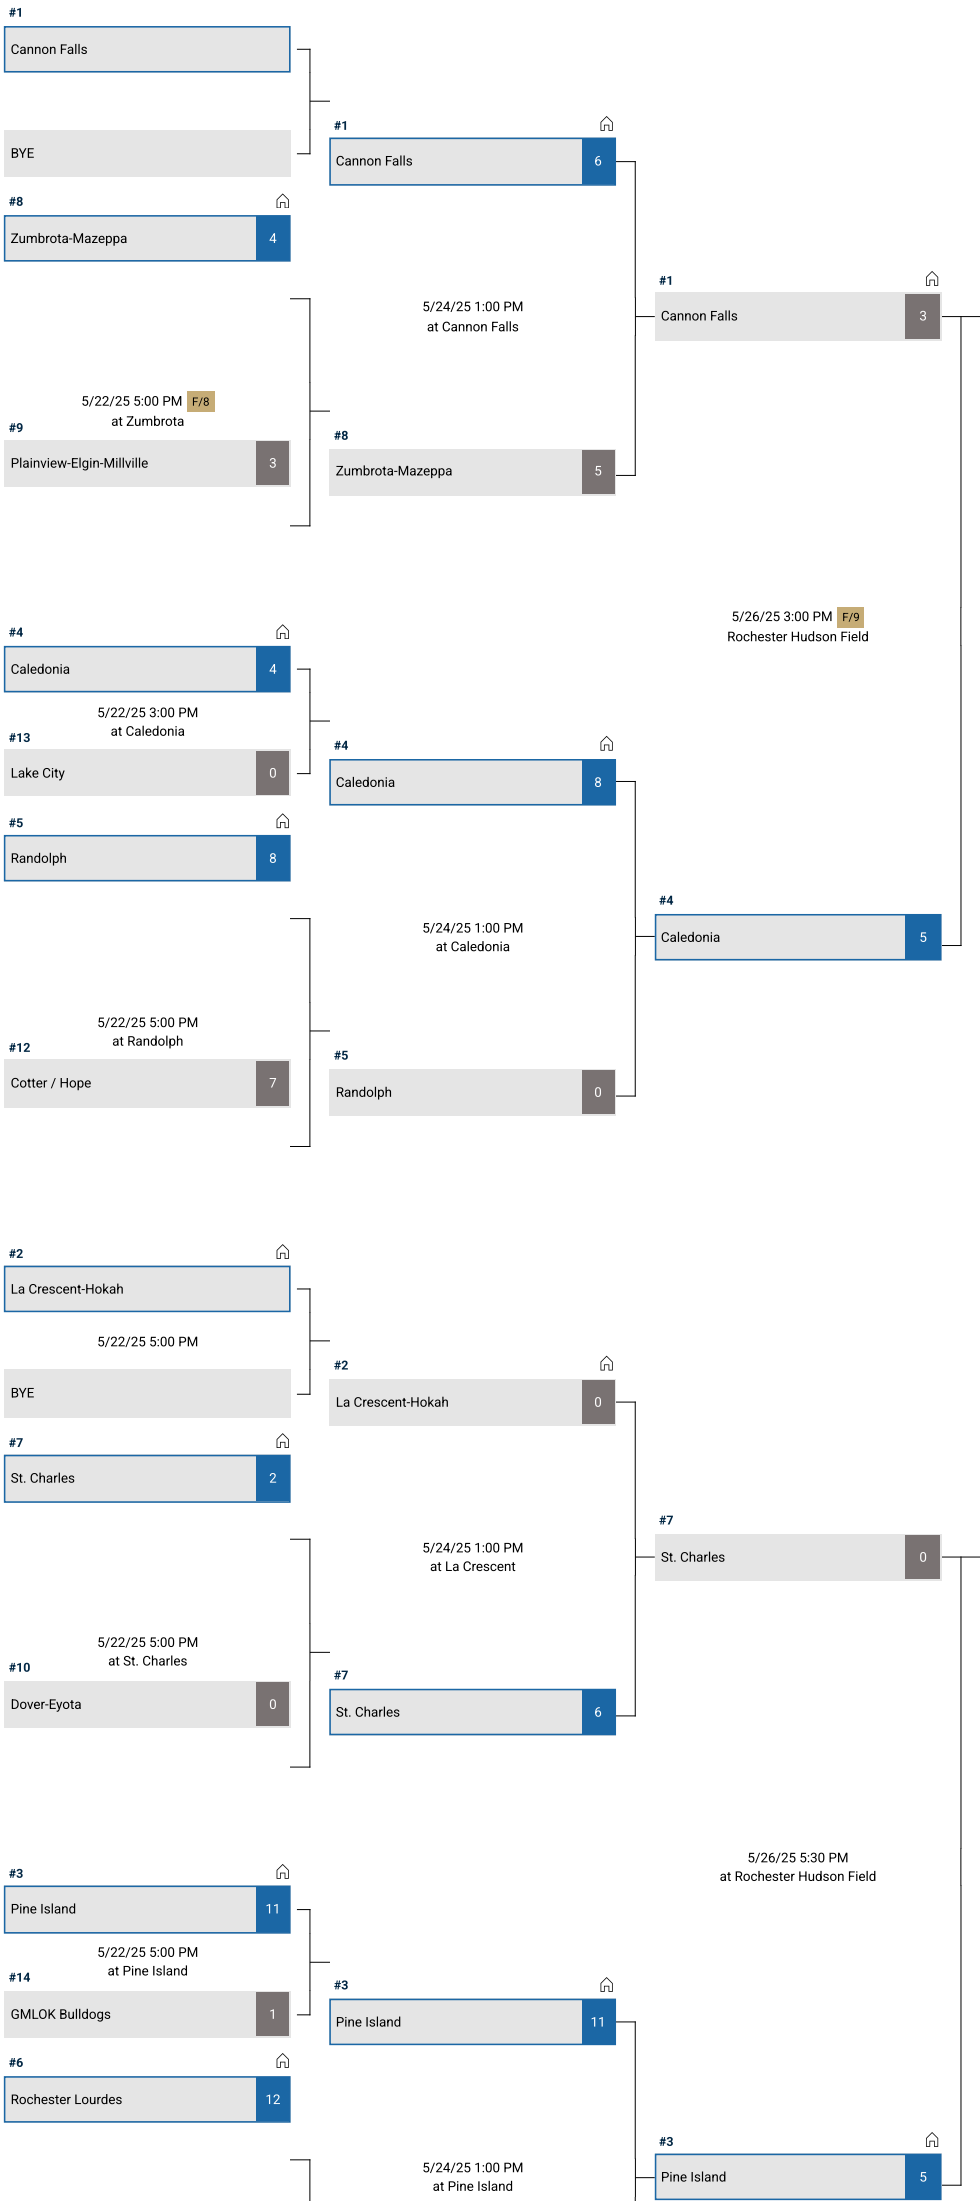 #1
Cannon Falls
BYE
#1
Cannon Falls 6
#8
Zumbrota-Mazeppa 4
5/24/25 1:00 PM
at Cannon Falls
#1
Cannon Falls 3
5/22/25 5:00 PM F/8
at Zumbrota
#9
Plainview-Elgin-Millville 3
#8
Zumbrota-Mazeppa 5
5/26/25 3:00 PM F/9
Rochester Hudson Field
#4
Caledonia 4
5/22/25 3:00 PM
at Caledonia
#13
Lake City 0
#4
Caledonia 8
#5
Randolph 8
5/24/25 1:00 PM
at Caledonia
#4
Caledonia 5
5/22/25 5:00 PM
at Randolph
#12
Cotter / Hope 7
#5
Randolph 0
#2
La Crescent-Hokah
5/22/25 5:00 PM
BYE
#2
La Crescent-Hokah 0
#7
St. Charles 2
5/24/25 1:00 PM
at La Crescent
#7
St. Charles 0
5/22/25 5:00 PM
at St. Charles
#10
Dover-Eyota 0
#7
St. Charles 6
5/26/25 5:30 PM
at Rochester Hudson Field
#3
Pine Island 11
5/22/25 5:00 PM
at Pine Island
#14
GMLOK Bulldogs 1
#3
Pine Island 11
#6
Rochester Lourdes 12
5/24/25 1:00 PM
at Pine Island
#3
Pine Island 5